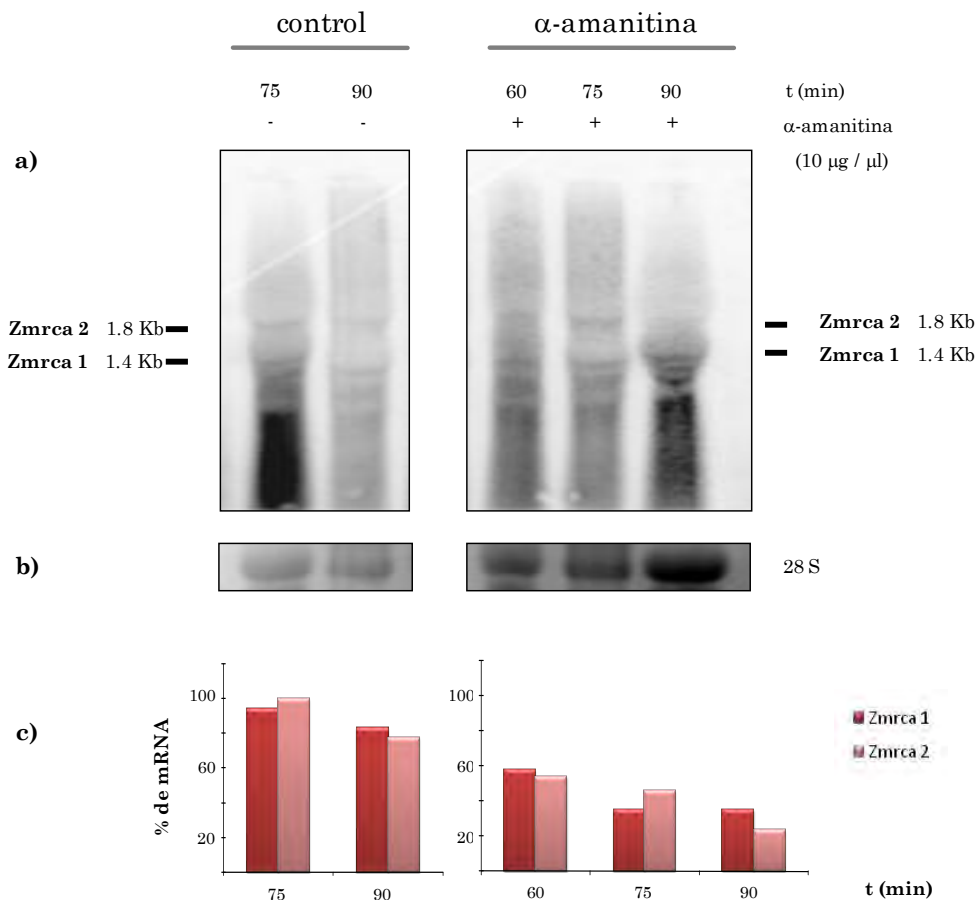 control α-amanitina
75 90 60 75 90 t (min)
- - + + + α-amanitina
a) (10 µg / µl)
Zmrca 2 1.8 Kb Zmrca 2 1.8 Kb
Zmrca 1 1.4 Kb Zmrca 1 1.4 Kb
b) 28 S
c)
% de mRNA
100 100
60 60
20 20
75 90 60 75 90 t (min)
Zmrca 1
Zmrca 2